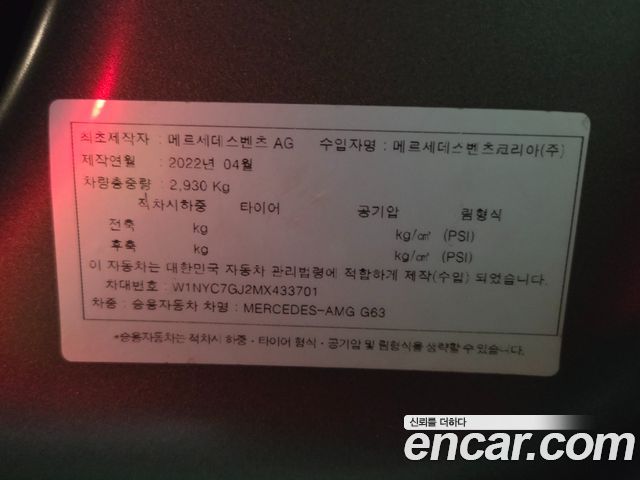 최초제작자 : 메르세데스벤츠 AG 수입자명 : 메르세데스벤츠코리아(주)
제작연월 : 2022년 04월
차량총중량 : 2,930 Kg
적차시하중 타이어 공기압 림형식
전축 kg kg/㎠ (PSI)
후축 kg kg/㎠ (PSI)
이 자동차는 대한민국 자동차 관리법령에 적합하게 제작(수입) 되었습니다.
차대번호 : W1NYC7GJ2MX433701
차종 : 승용자동차 차명 : MERCEDES-AMG G63
*승용자동차는 적차시 하중·타이어 형식·공기압 및 림형식을 생략할 수 있습니다.
신뢰를 더하다
encar.com